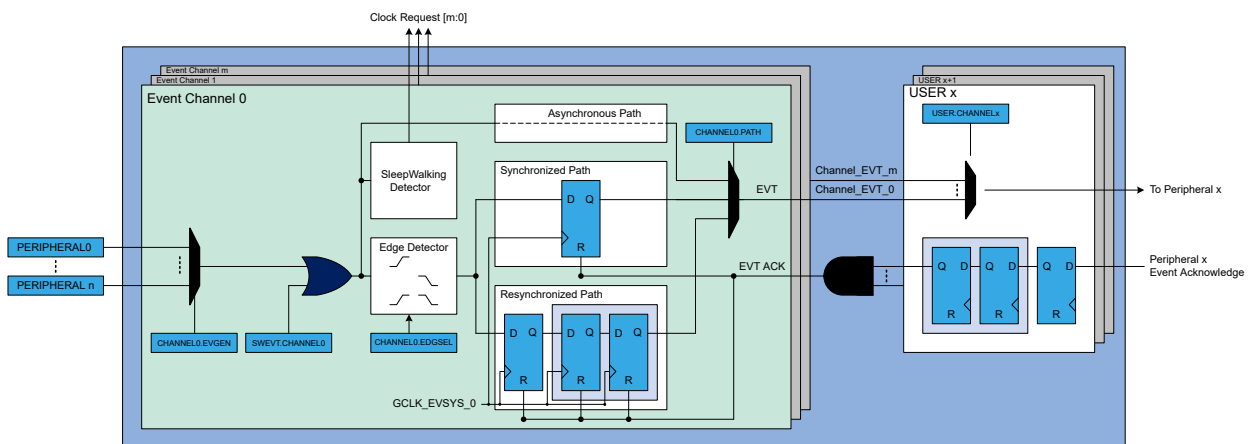 Clock Request [m:0]
Event Channel m
Event Channel 1
Event Channel 0
USER x+1
USER x
Asynchronous Path
CHANNEL0.PATH
USER.CHANNELx
SleepWalking
Detector
Synchronized Path
D Q
R
EVT
Channel_EVT_m
Channel_EVT_0
To Peripheral x
PERIPHERAL0
PERIPHERAL n
Edge Detector
EVT ACK
Q D
R
Q D
R
Q D
R
Peripheral x
Event Acknowledge
Resynchronized Path
D Q
R
D Q
R
D Q
R
CHANNEL0.EVGEN
SWEVT.CHANNEL0
CHANNEL0.EDGSEL
GCLK_EVSYS_0